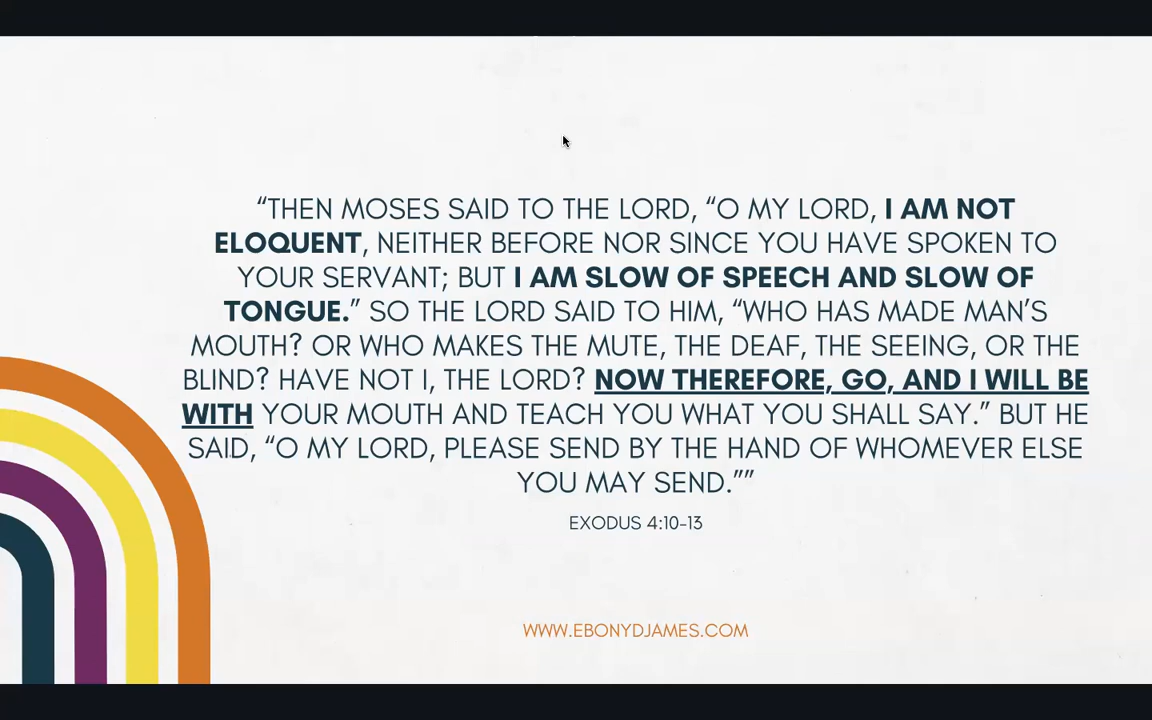 “THEN MOSES SAID TO THE LORD, “O MY LORD, I AM NOT
ELOQUENT, NEITHER BEFORE NOR SINCE YOU HAVE SPOKEN TO
YOUR SERVANT; BUT I AM SLOW OF SPEECH AND SLOW OF
TONGUE.” SO THE LORD SAID TO HIM, “WHO HAS MADE MAN’S
MOUTH? OR WHO MAKES THE MUTE, THE DEAF, THE SEEING, OR THE
BLIND? HAVE NOT I, THE LORD? NOW THEREFORE, GO, AND I WILL BE
WITH YOUR MOUTH AND TEACH YOU WHAT YOU SHALL SAY.” BUT HE
SAID, “O MY LORD, PLEASE SEND BY THE HAND OF WHOMEVER ELSE
YOU MAY SEND.””
EXODUS 4:10-13
WWW.EBONYDJAMES.COM